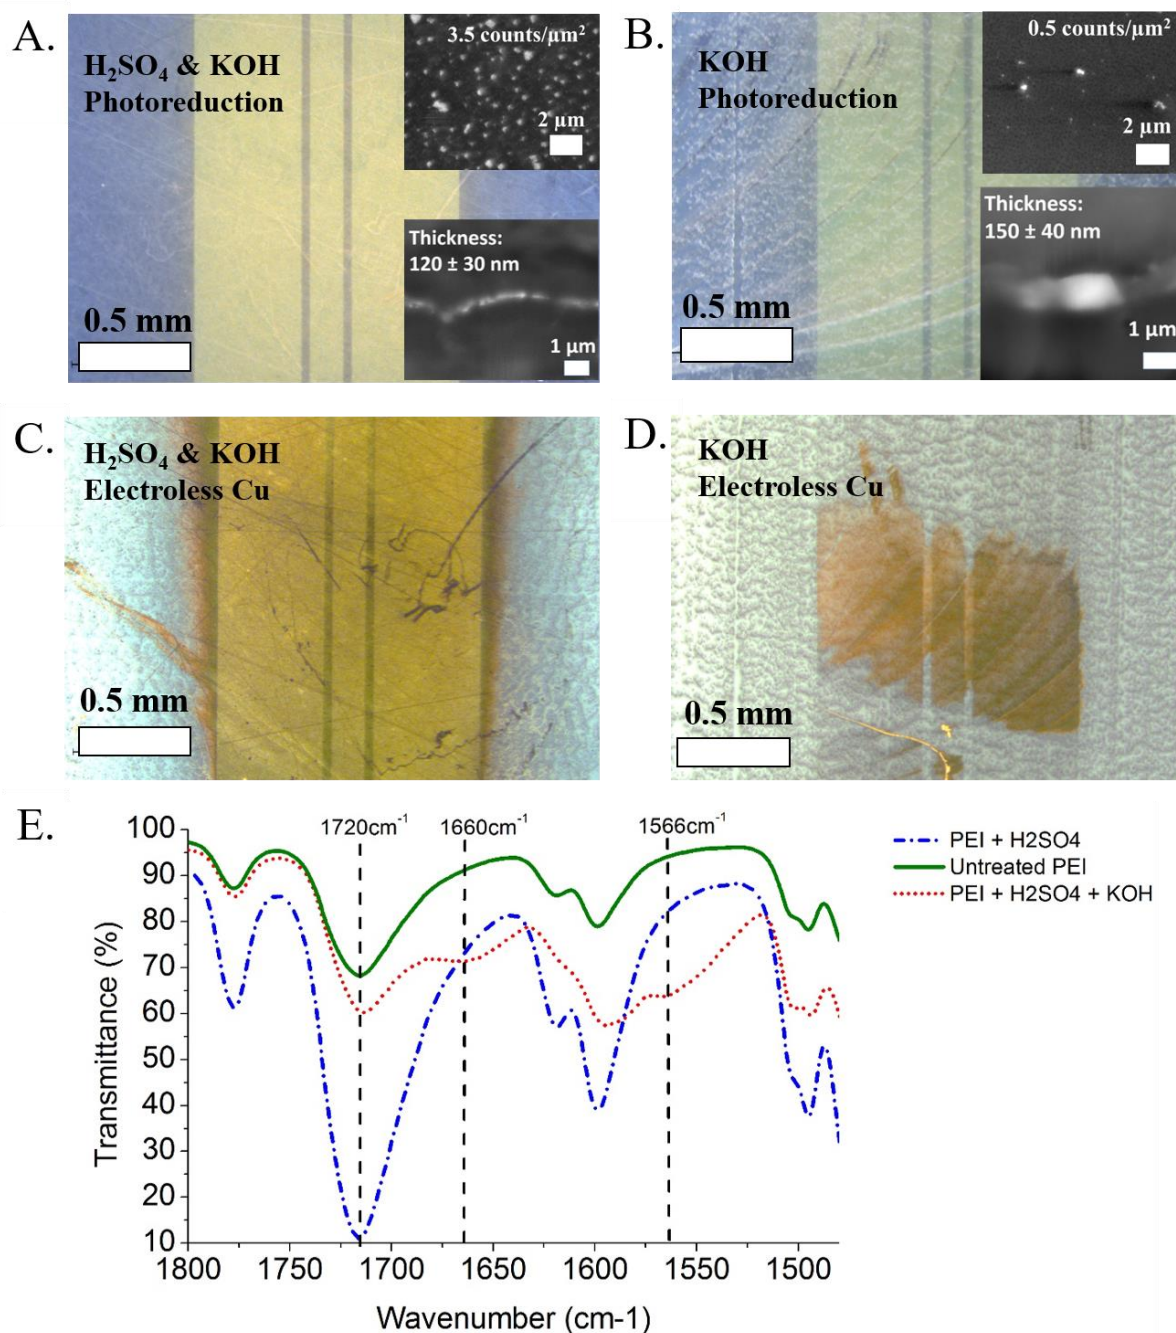 A.
H₂SO₄ & KOH
Photoreduction
3.5 counts/μm²
2 μm
Thickness:
120 ± 30 nm
1 μm
0.5 mm
B.
KOH
Photoreduction
0.5 counts/μm²
2 μm
Thickness:
150 ± 40 nm
1 μm
0.5 mm
C.
H₂SO₄ & KOH
Electroless Cu
0.5 mm
D.
KOH
Electroless Cu
0.5 mm
E.
1720cm⁻¹
1660cm⁻¹
1566cm⁻¹
PEI + H2SO4
Untreated PEI
PEI + H2SO4 + KOH
Transmittance (%)
100
90
80
70
60
50
40
30
20
10
1800 1750 1700 1650 1600 1550 1500
Wavenumber (cm-1)